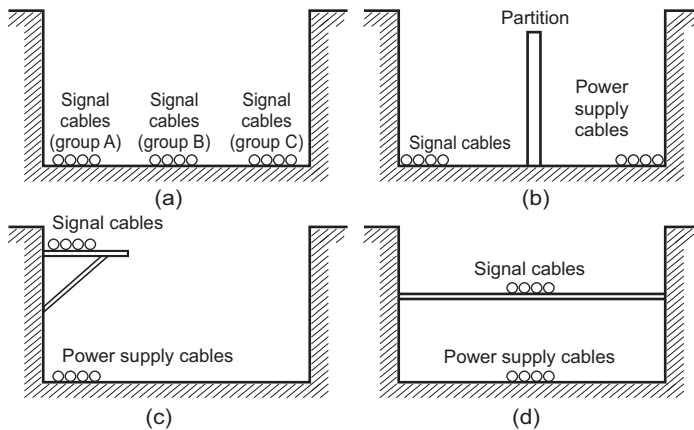 Signal
cables
(group A)
Signal
cables
(group B)
Signal
cables
(group C)
(a)
Partition
Signal cables
Power
supply
cables
(b)
Signal cables
Power supply cables
(c)
Signal cables
Power supply cables
(d)